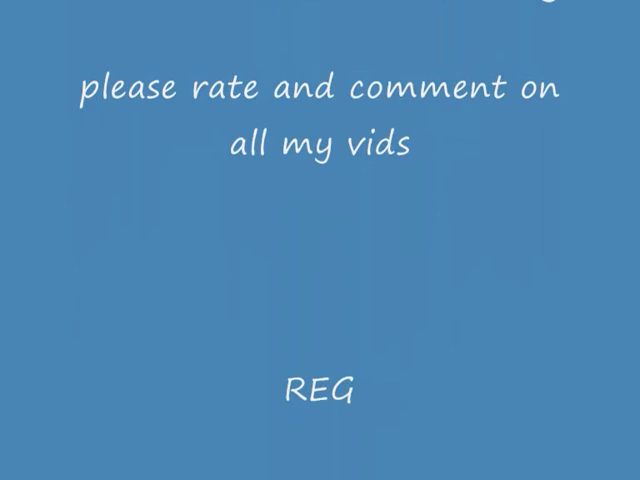 please rate and comment on
all my vids
REG